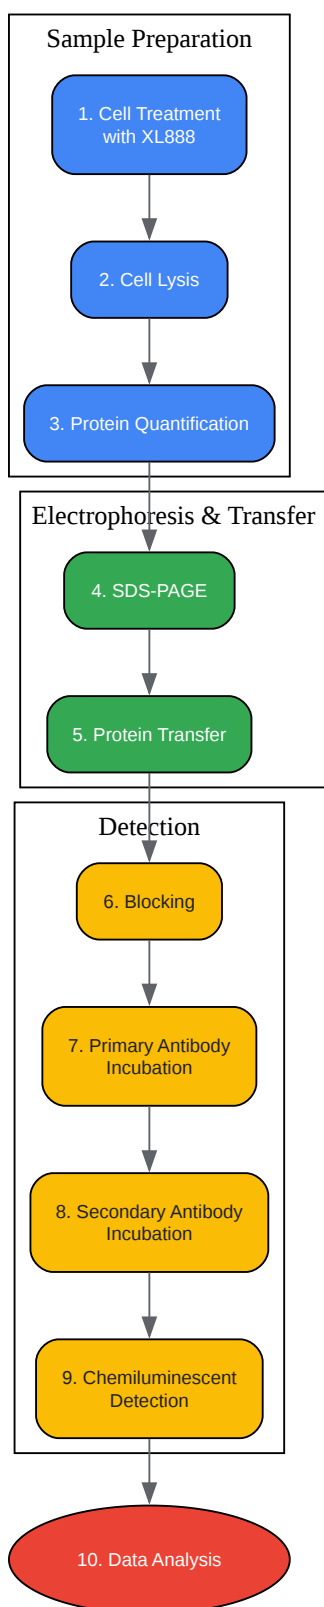 Sample Preparation
1. Cell Treatment
with XL888
2. Cell Lysis
3. Protein Quantification
Electrophoresis & Transfer
4. SDS-PAGE
5. Protein Transfer
Detection
6. Blocking
7. Primary Antibody
Incubation
8. Secondary Antibody
Incubation
9. Chemiluminescent
Detection
10. Data Analysis